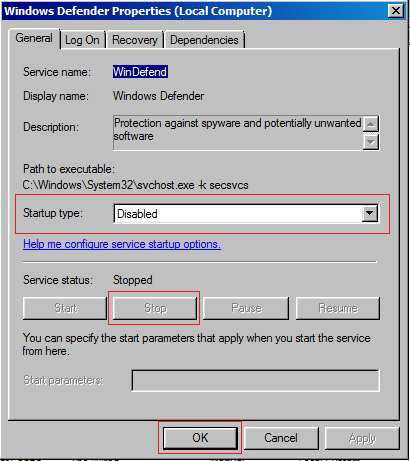 Windows Defender Properties (Local Computer)
General Log On Recovery Dependencies
Service name: WinDefend
Display name: Windows Defender
Description: Protection against spyware and potentially unwanted
software
Path to executable:
C:\Windows\System32\svchost.exe -k secsvcs
Startup type: Disabled
Help me configure service startup options.
Service status: Stopped
Start Stop Pause Resume
You can specify the start parameters that apply when you start the service
from here.
Start parameters:
OK Cancel Apply